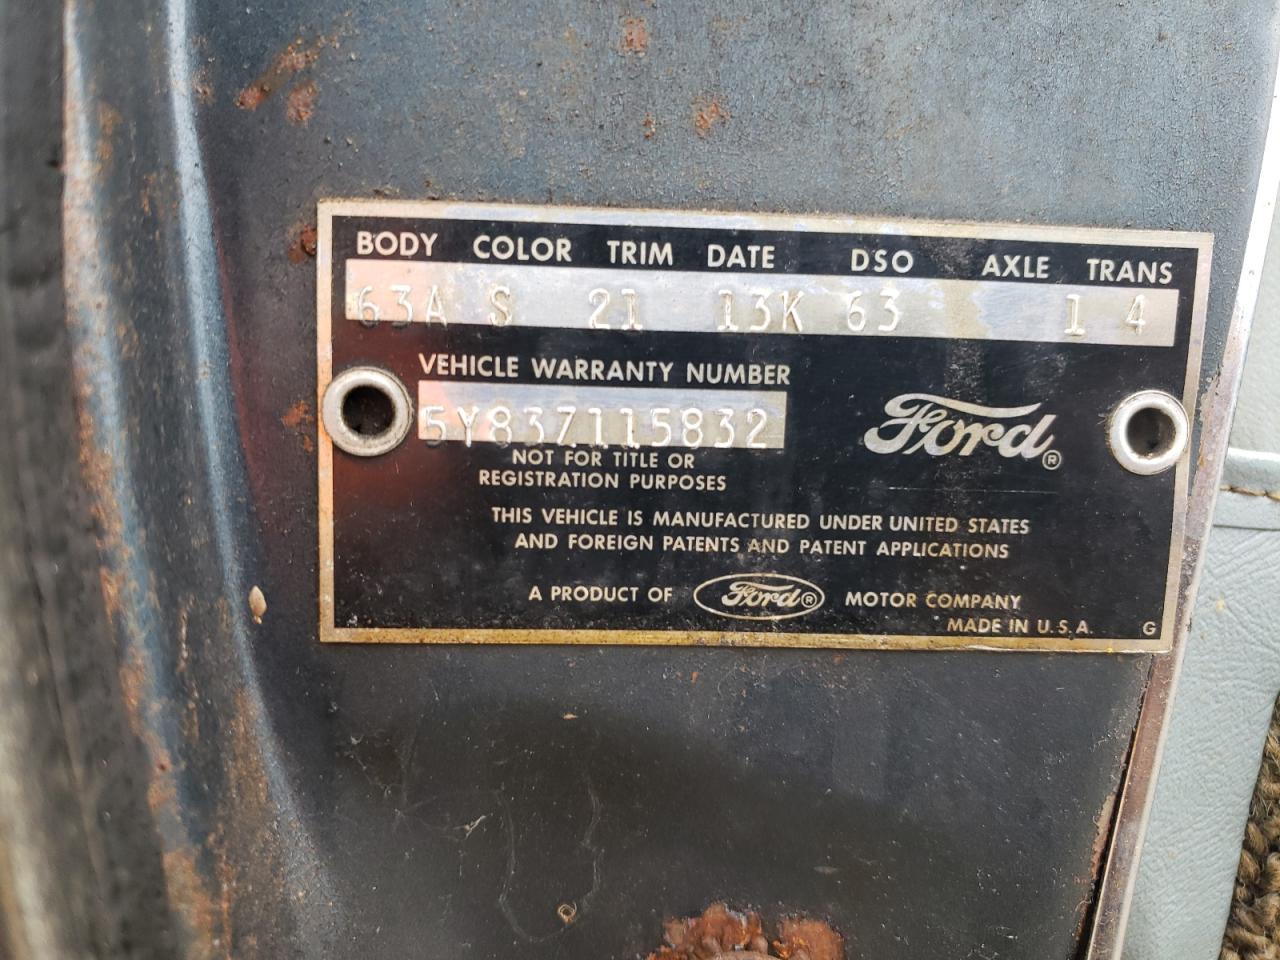 BODY COLOR TRIM DATE DSO AXLE TRANS
63A S 21 13K 63 1 4
VEHICLE WARRANTY NUMBER
5Y83Z115832
Ford®
NOT FOR TITLE OR
REGISTRATION PURPOSES
THIS VEHICLE IS MANUFACTURED UNDER UNITED STATES
AND FOREIGN PATENTS AND PATENT APPLICATIONS
A PRODUCT OF Ford® MOTOR COMPANY
MADE IN U.S.A. G